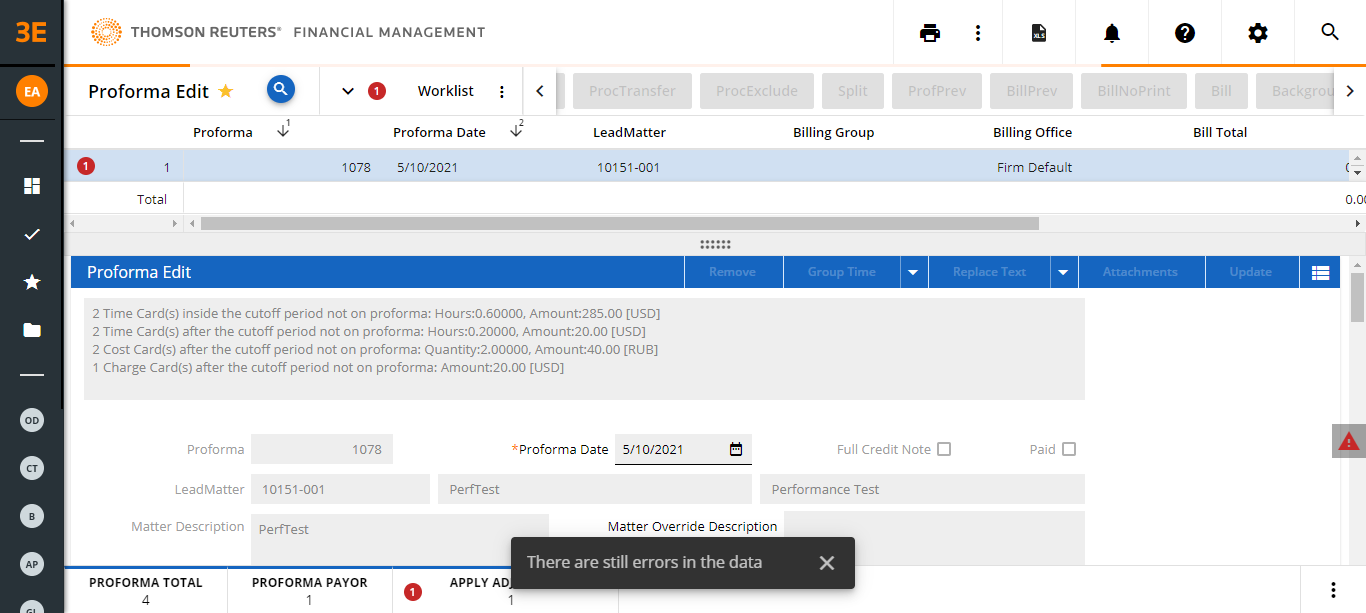 3E
THOMSON REUTERS® FINANCIAL MANAGEMENT
XLS
EA
Proforma Edit
1
Worklist
ProcTransfer
ProcExclude
Split
ProfPrev
BillPrev
BillNoPrint
Bill
Backgrou
Proforma 1
Proforma Date 2
LeadMatter
Billing Group
Billing Office
Bill Total
1 1 1078 5/10/2021 10151-001 Firm Default
Total 0.00
Proforma Edit
Remove
Group Time
Replace Text
Attachments
Update
2 Time Card(s) inside the cutoff period not on proforma: Hours:0.60000, Amount:285.00 [USD]
2 Time Card(s) after the cutoff period not on proforma: Hours:0.20000, Amount:20.00 [USD]
2 Cost Card(s) after the cutoff period not on proforma: Quantity:2.00000, Amount:40.00 [RUB]
1 Charge Card(s) after the cutoff period not on proforma: Amount:20.00 [USD]
Proforma 1078 *Proforma Date 5/10/2021 Full Credit Note Paid
LeadMatter 10151-001 PerfTest Performance Test
Matter Description PerfTest Matter Override Description
There are still errors in the data
OD
CT
B
AP
PROFORMA TOTAL
4
PROFORMA PAYOR
1
1
APPLY ADJ
1